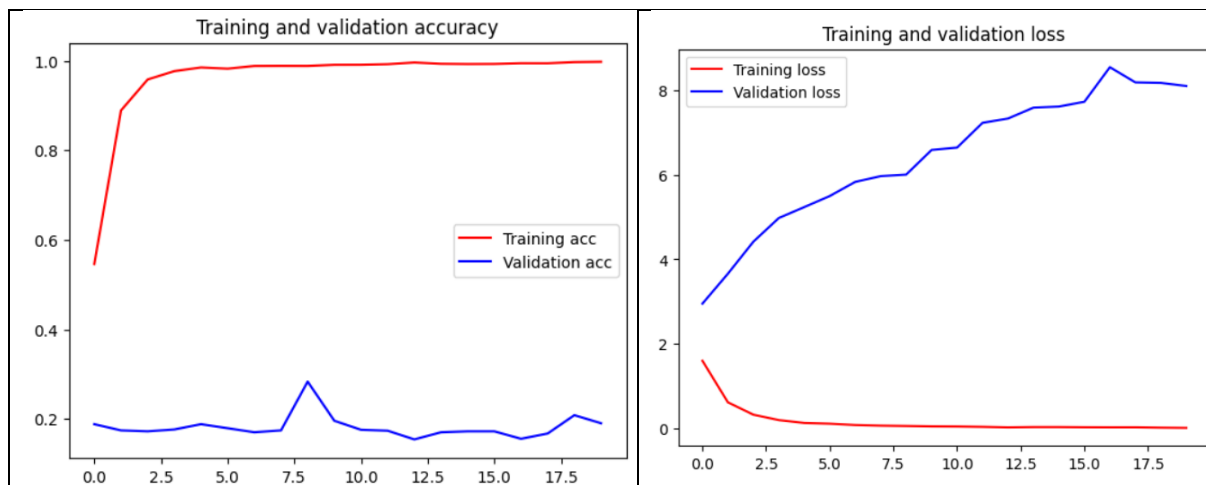 Training and validation accuracy
1.0
0.8
0.6
0.4
0.2
Training acc
Validation acc
0.0 2.5 5.0 7.5 10.0 12.5 15.0 17.5
Training and validation loss
Training loss
Validation loss
8
6
4
2
0
0.0 2.5 5.0 7.5 10.0 12.5 15.0 17.5